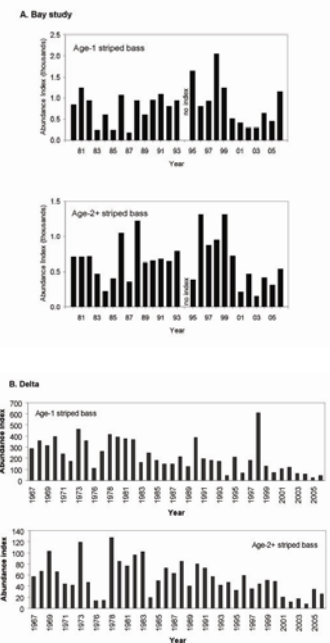 A. Bay study
Age-1 striped bass
Abundance Index (thousands)
2.5
2.0
1.5
1.0
0.5
0.0
no index
81 83 85 87 89 91 93 95 97 99 01 03 05
Year
Age-2+ striped bass
Abundance Index (thousands)
1.5
1.0
0.5
0.0
no index
81 83 85 87 89 91 93 95 97 99 01 03 05
Year
B. Delta
Age-1 striped bass
Abundance Index
700
600
500
400
300
200
100
0
1967 1969 1971 1973 1976 1978 1981 1983 1985 1987 1989 1991 1993 1995 1997 1999 2001 2003 2005
Year
Age-2+ striped bass
Abundance index
140
120
100
80
60
40
20
0
1967 1969 1971 1973 1976 1978 1981 1983 1985 1987 1989 1991 1993 1995 1997 1999 2001 2003 2005
Year